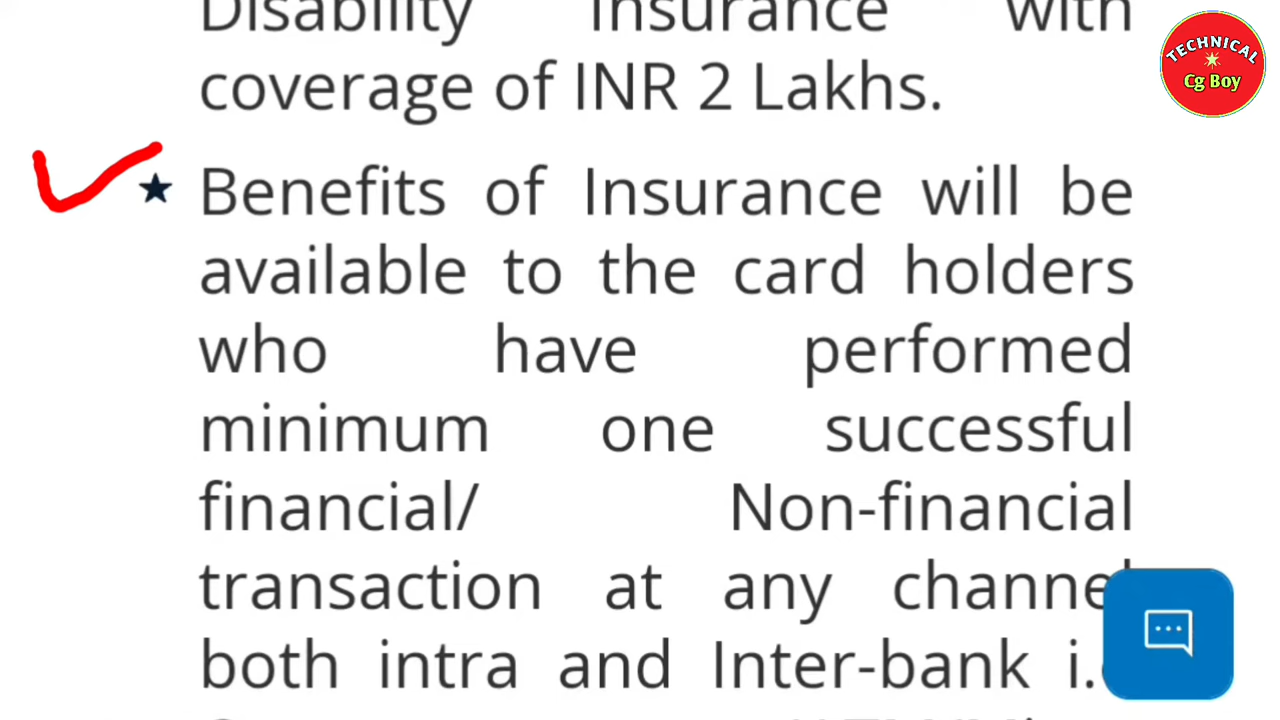 Disability Insurance with
coverage of INR 2 Lakhs.
Benefits of Insurance will be
available to the card holders
who have performed
minimum one successful
financial/ Non-financial
transaction at any channel
both intra and Inter-bank i.
TECHNICAL
Cg Boy